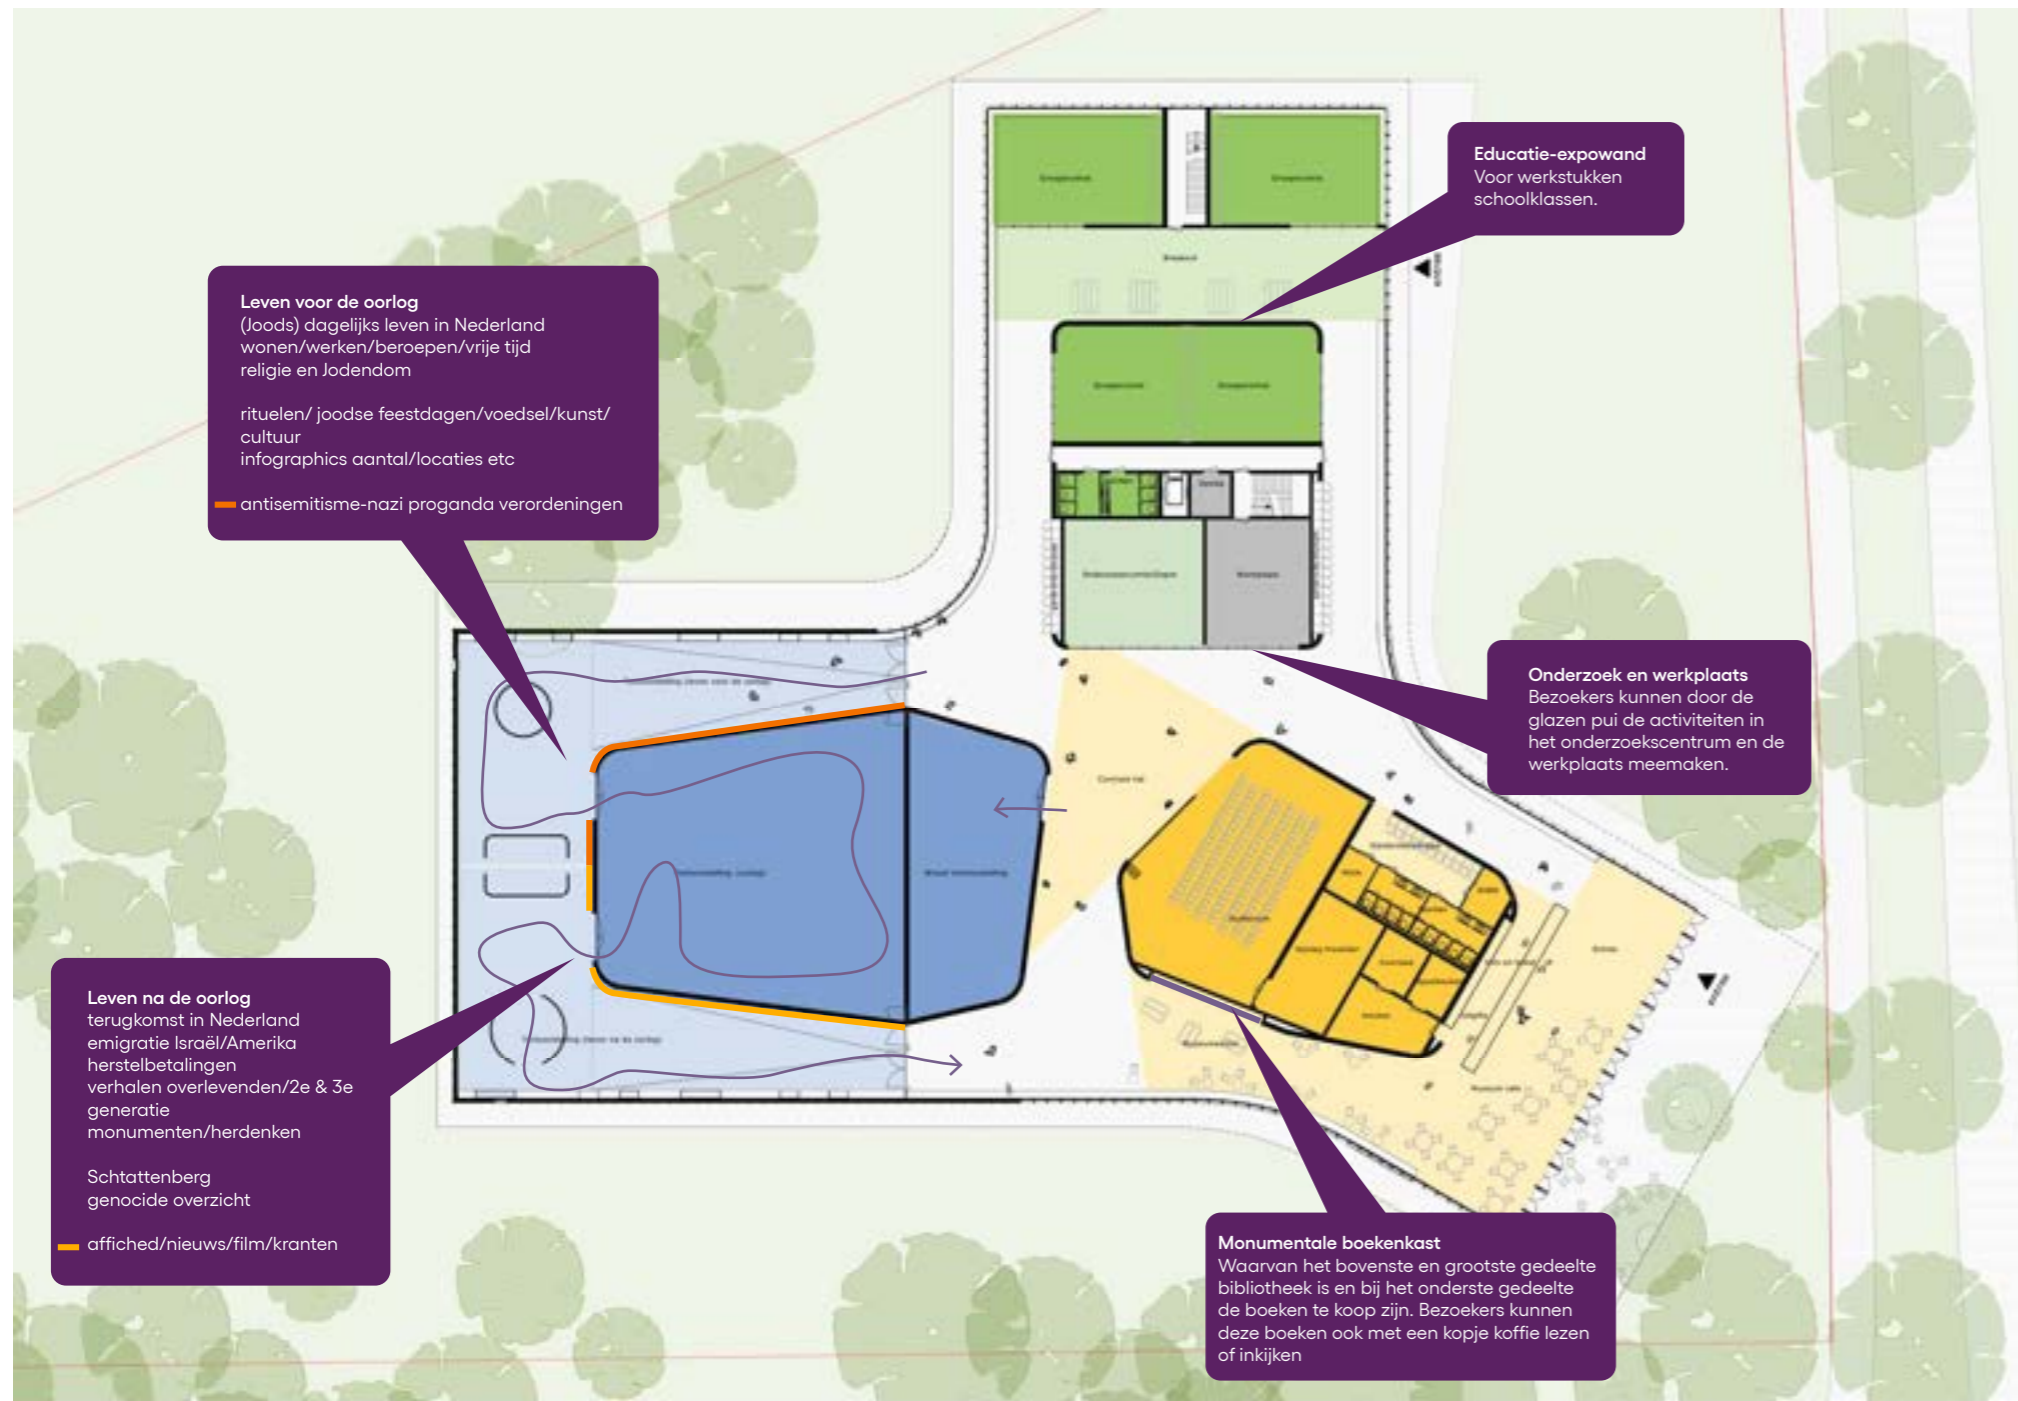 Educatie-expowand
Voor werkstukken
schoolklassen.
Leven voor de oorlog
(Joods) dagelijks leven in Nederland
wonen/werken/beroepen/vrije tijd
religie en Jodendom
rituelen/ joodse feestdagen/voedsel/kunst/
cultuur
infographics aantal/locaties etc
antisemitisme-nazi proganda verordeningen
Onderzoek en werkplaats
Bezoekers kunnen door de
glazen pui de activiteiten in
het onderzoekscentrum en de
werkplaats meemaken.
Leven na de oorlog
terugkomst in Nederland
emigratie Israël/Amerika
herstelbetalingen
verhalen overlevenden/2e & 3e
generatie
monumenten/herdenken
Schtattenberg
genocide overzicht
affiched/nieuws/film/kranten
Monumentale boekenkast
Waarvan het bovenste en grootste gedeelte
bibliotheek is en bij het onderste gedeelte
de boeken te koop zijn. Bezoekers kunnen
deze boeken ook met een kopje koffie lezen
of inkijken